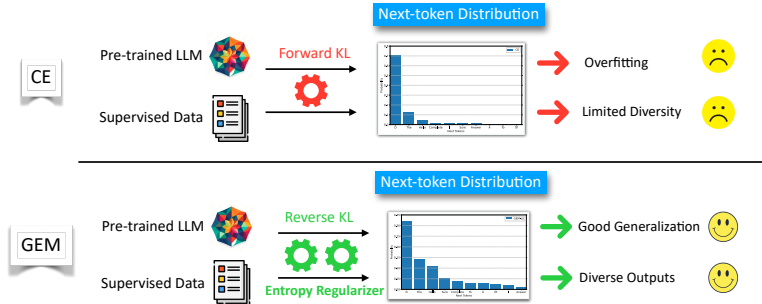 Next-token Distribution
CE
Pre-trained LLM
Forward KL
Supervised Data
Overfitting
Limited Diversity
Next-token Distribution
GEM
Pre-trained LLM
Reverse KL
Supervised Data
Entropy Regularizer
Good Generalization
Diverse Outputs